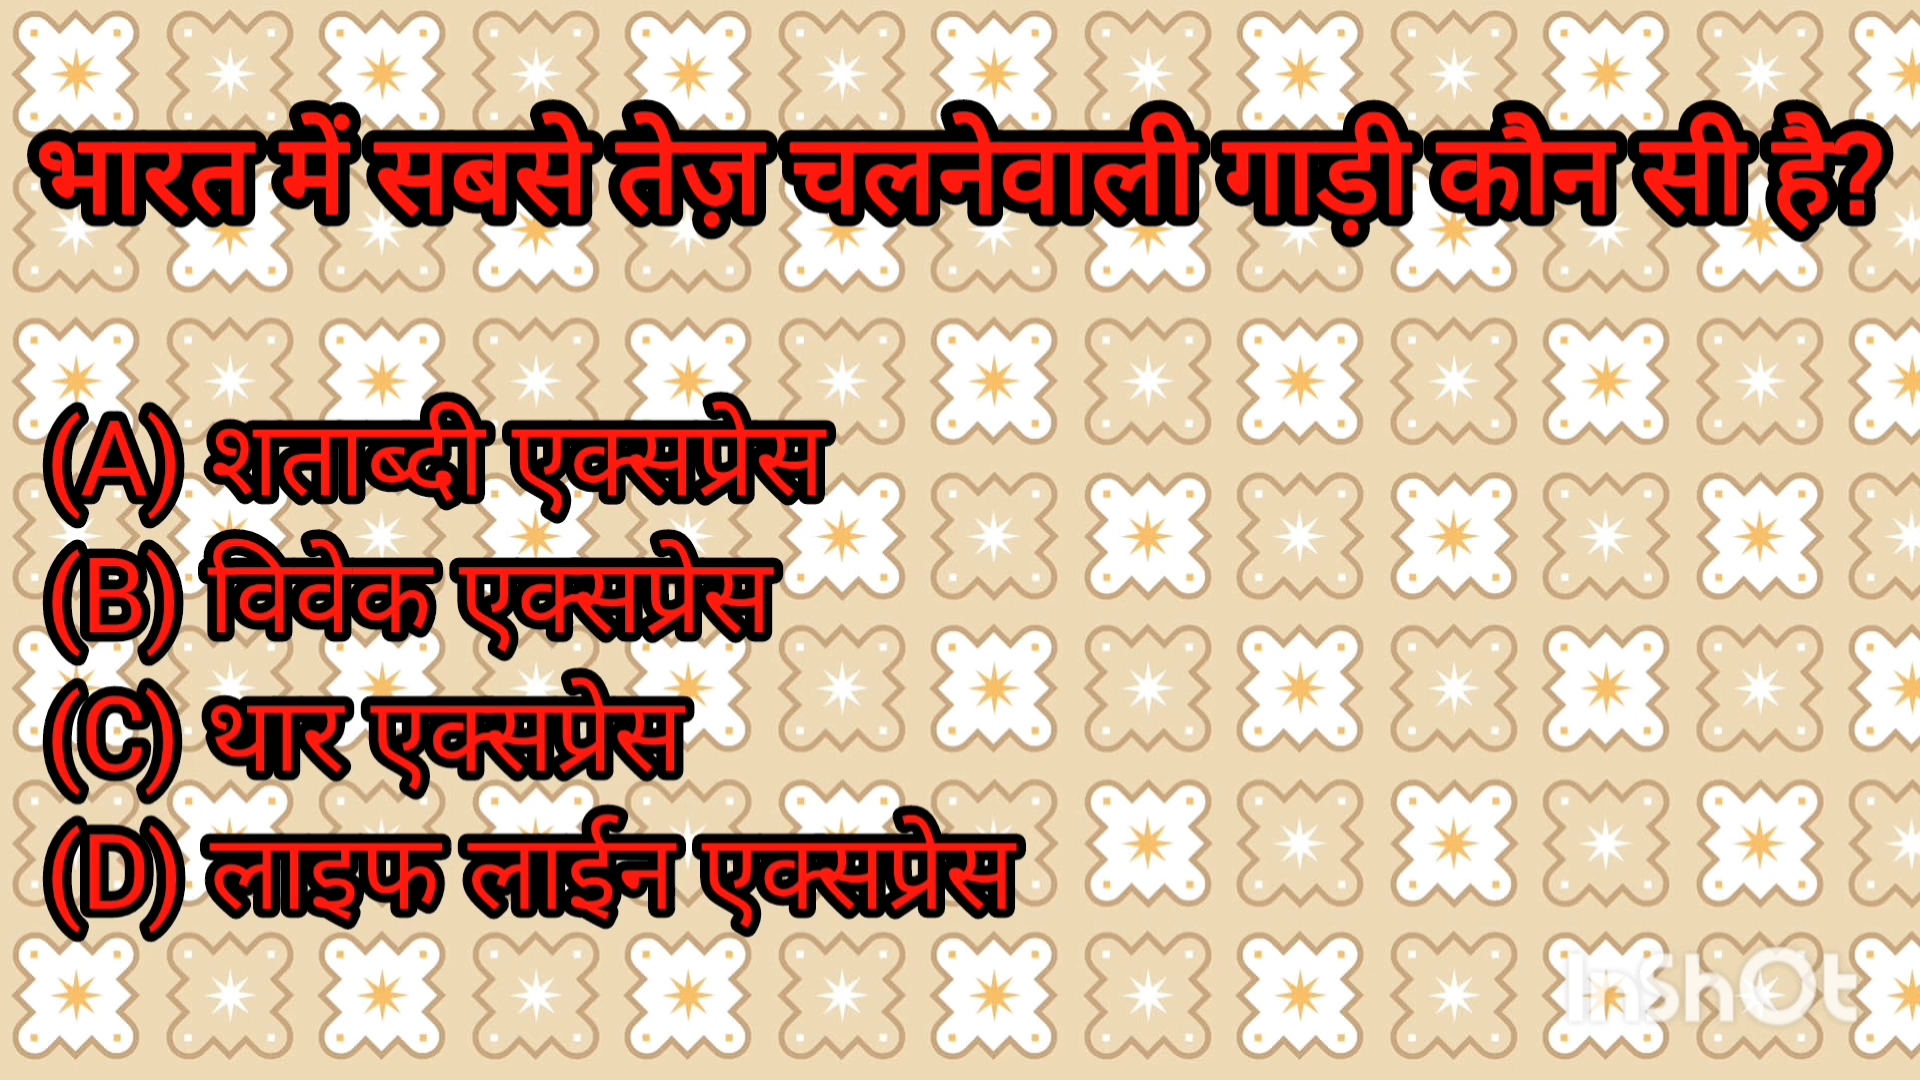 भारत में सबसे तेज़ चलनेवाली गाड़ी कौन सी है?
(A) शताब्दी एक्सप्रेस
(B) विवेक एक्सप्रेस
(C) थार एक्सप्रेस
(D) लाइफ लाईन एक्सप्रेस
InShOt